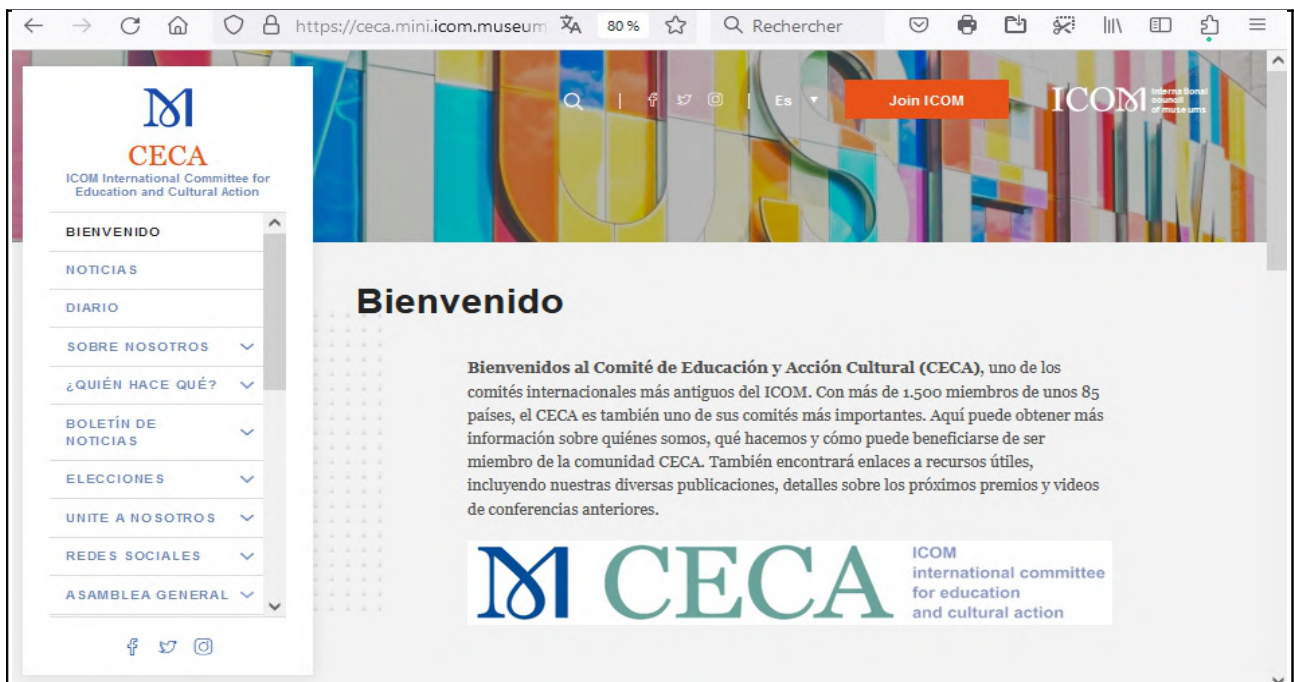 https://ceca.mini.icom.museum
80 %
Rechercher
Es
Join ICOM
ICOM
international
council
of museums
CECA
ICOM International Committee for
Education and Cultural Action
BIENVENIDO
NOTICIAS
DIARIO
SOBRE NOSOTROS
¿QUIÉN HACE QUÉ?
BOLETÍN DE
NOTICIAS
ELECCIONES
UNITE A NOSOTROS
REDES SOCIALES
ASAMBLEA GENERAL
Bienvenido
Bienvenidos al Comité de Educación y Acción Cultural (CECA), uno de los
comités internacionales más antiguos del ICOM. Con más de 1.500 miembros de unos 85
países, el CECA es también uno de sus comités más importantes. Aquí puede obtener más
información sobre quiénes somos, qué hacemos y cómo puede beneficiarse de ser
miembro de la comunidad CECA. También encontrará enlaces a recursos útiles,
incluyendo nuestras diversas publicaciones, detalles sobre los próximos premios y videos
de conferencias anteriores.
CECA
ICOM
international committee
for education
and cultural action